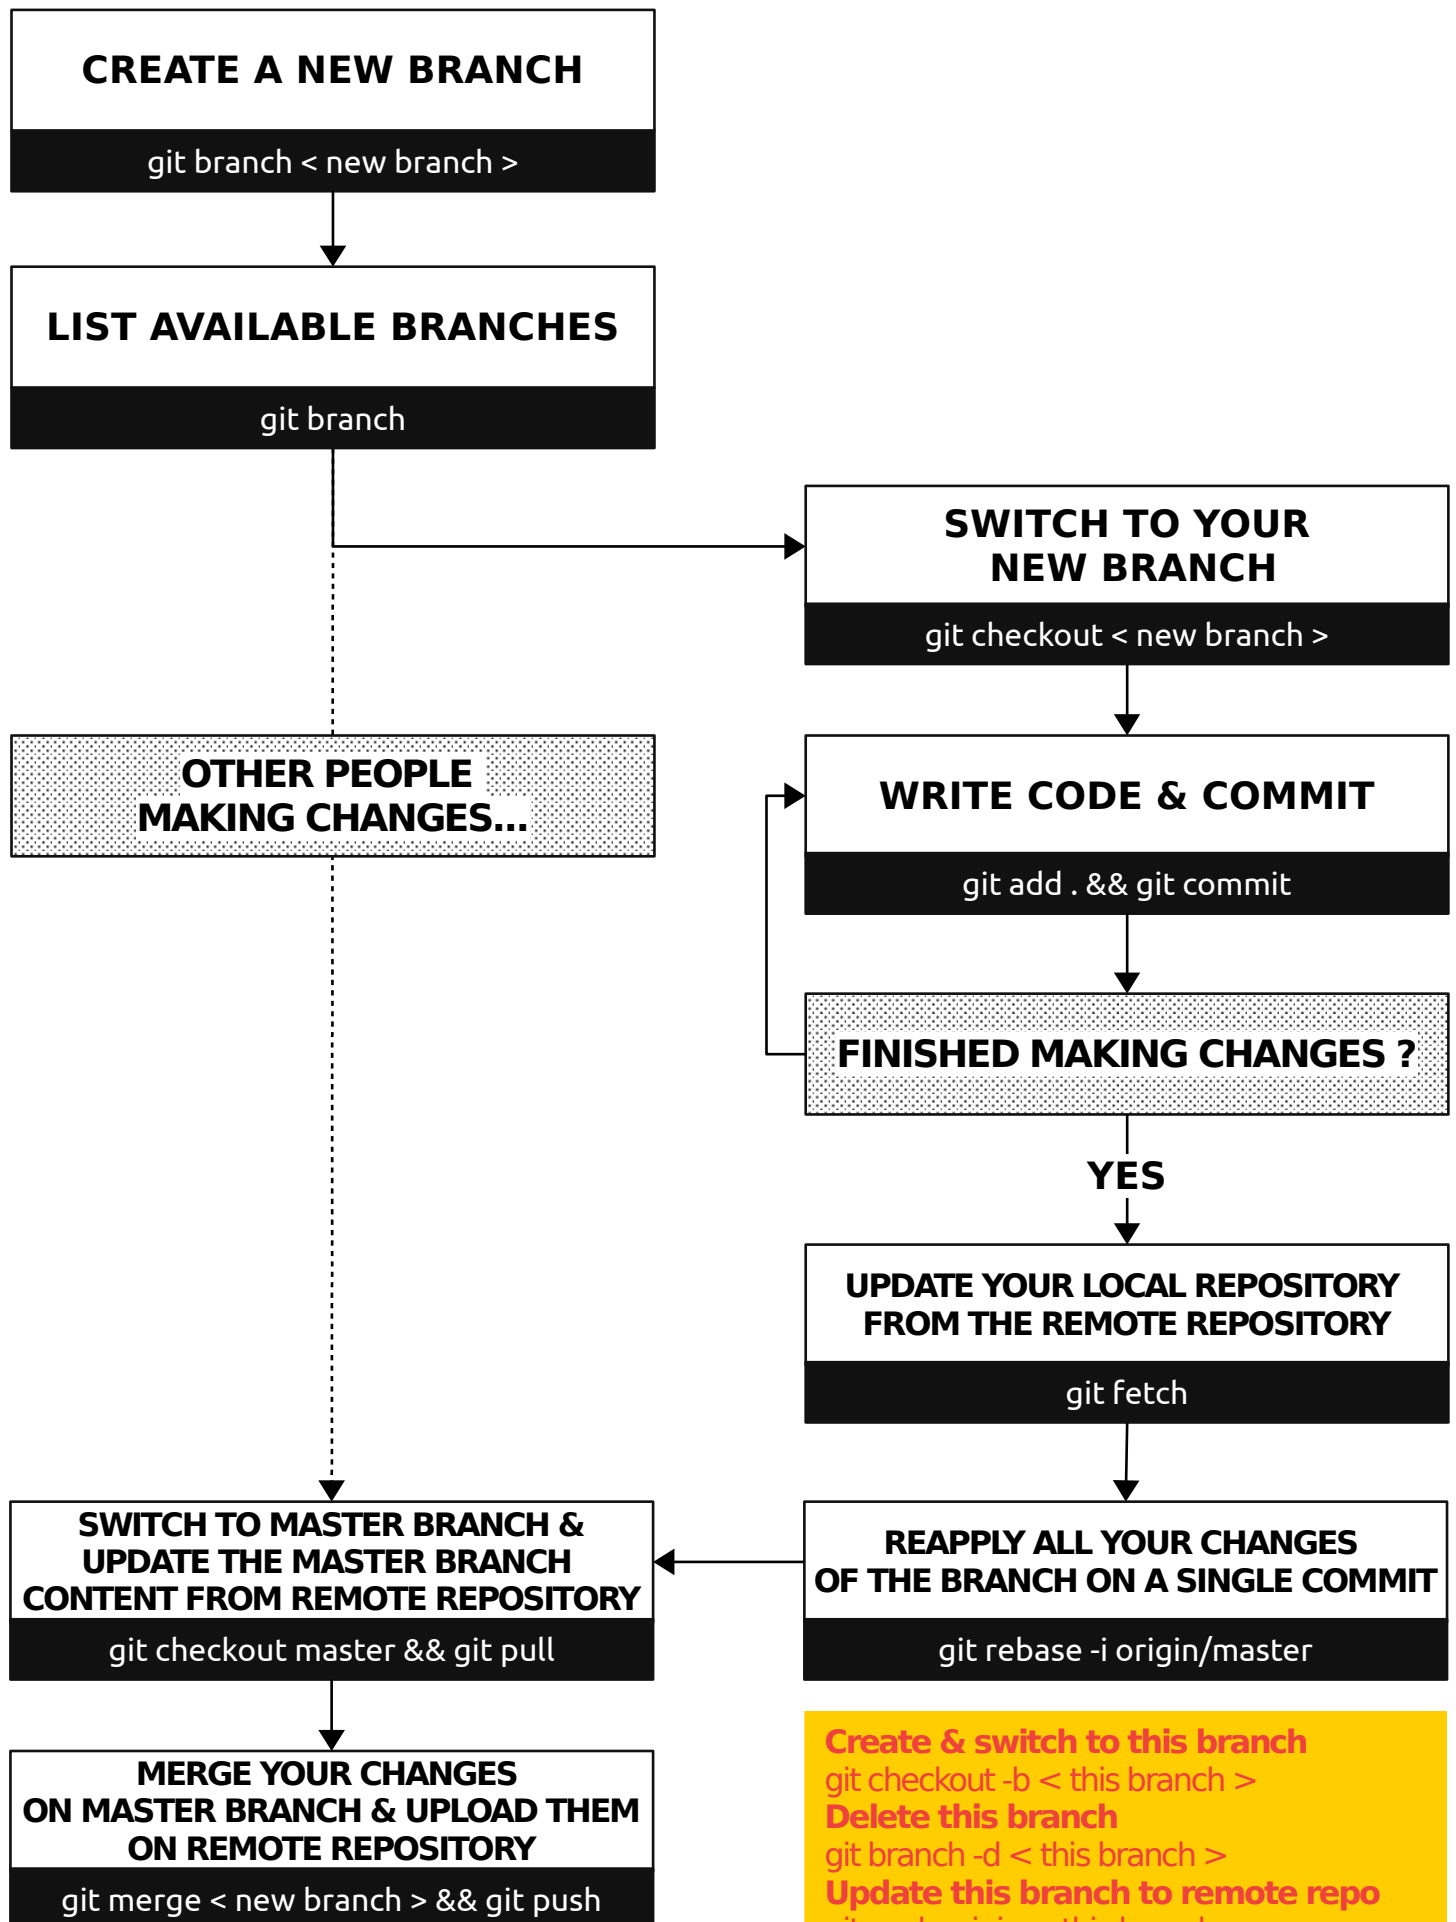 CREATE A NEW BRANCH
git branch < new branch >
LIST AVAILABLE BRANCHES
git branch
SWITCH TO YOUR
NEW BRANCH
git checkout < new branch >
OTHER PEOPLE
MAKING CHANGES...
WRITE CODE & COMMIT
git add . && git commit
FINISHED MAKING CHANGES ?
YES
UPDATE YOUR LOCAL REPOSITORY
FROM THE REMOTE REPOSITORY
git fetch
REAPPLY ALL YOUR CHANGES
OF THE BRANCH ON A SINGLE COMMIT
git rebase -i origin/master
SWITCH TO MASTER BRANCH &
UPDATE THE MASTER BRANCH
CONTENT FROM REMOTE REPOSITORY
git checkout master && git pull
MERGE YOUR CHANGES
ON MASTER BRANCH & UPLOAD THEM
ON REMOTE REPOSITORY
git merge < new branch > && git push
Create & switch to this branch
git checkout -b < this branch >
Delete this branch
git branch -d < this branch >
Update this branch to remote repo